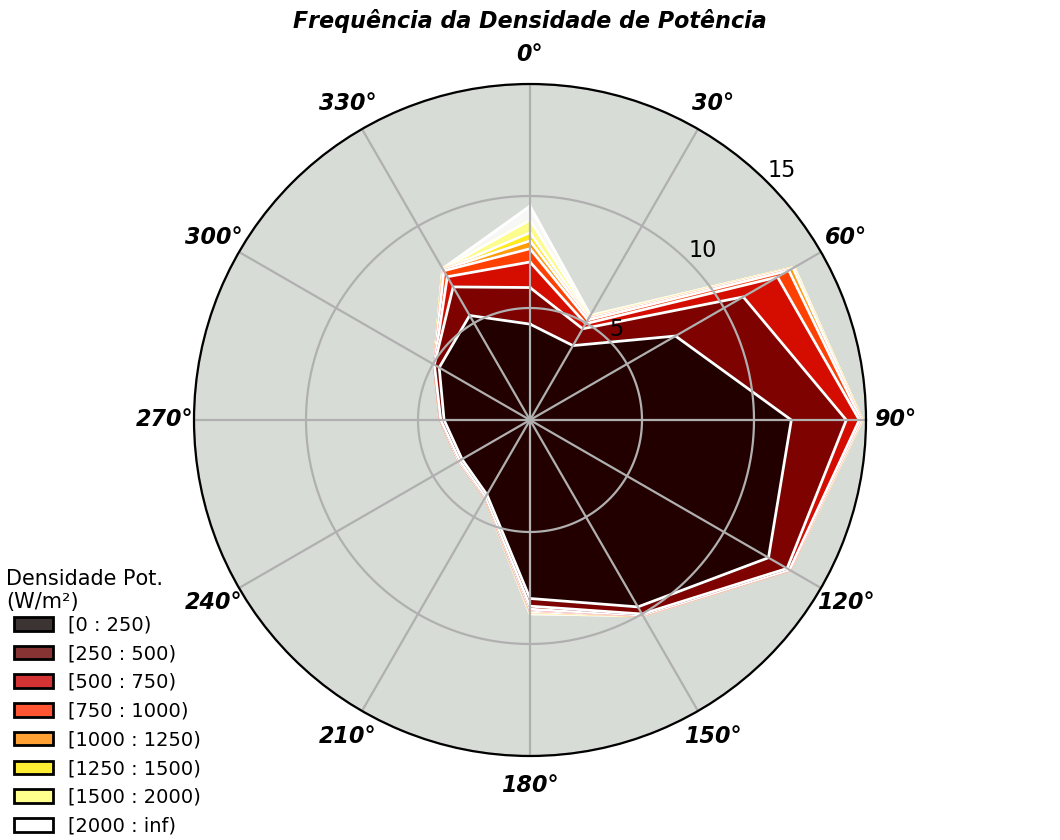 Frequência da Densidade de Potência
0°
330°
30°
15
300°
60°
10
5
270°
90°
240°
120°
210°
150°
180°
Densidade Pot.
(W/m²)
[0 : 250)
[250 : 500)
[500 : 750)
[750 : 1000)
[1000 : 1250)
[1250 : 1500)
[1500 : 2000)
[2000 : inf)